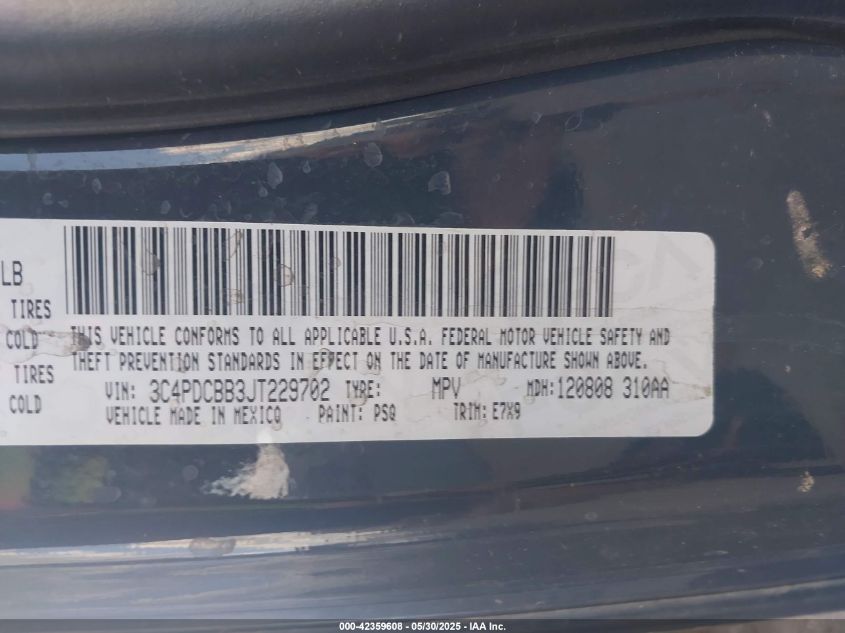 LB
TIRES
COLD
THIS VEHICLE CONFORMS TO ALL APPLICABLE U.S.A. FEDERAL MOTOR VEHICLE SAFETY AND
THEFT PREVENTION STANDARDS IN EFFECT ON THE DATE OF MANUFACTURE SHOWN ABOVE.
TIRES
VIN: 3C4PDCBB3JT229702 TYPE: MPV MDH:120808 310AA
COLD
VEHICLE MADE IN MEXICO PAINT: PSQ TRIM: E7X9
000-42359608 - 05/30/2025 - IAA Inc.